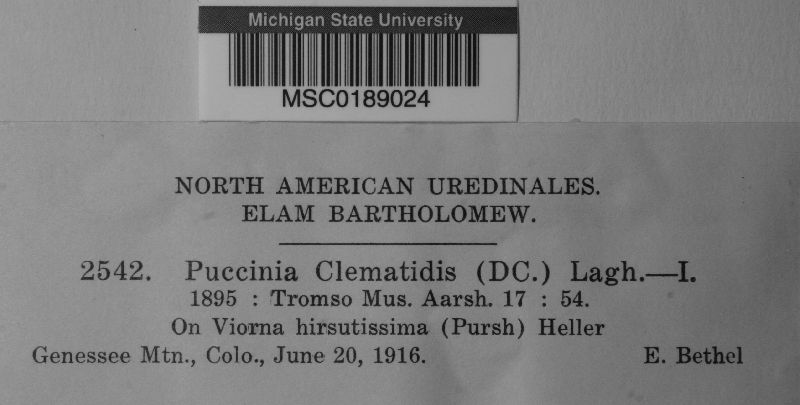 Michigan State University
MSC0189024
NORTH AMERICAN UREDINALES.
ELAM BARTHOLOMEW.
2542. Puccinia Clematidis (DC.) Lagh.—I.
1895 : Tromso Mus. Aarsh. 17 : 54.
On Viorna hirsutissima (Pursh) Heller
Genessee Mtn., Colo., June 20, 1916. E. Bethel